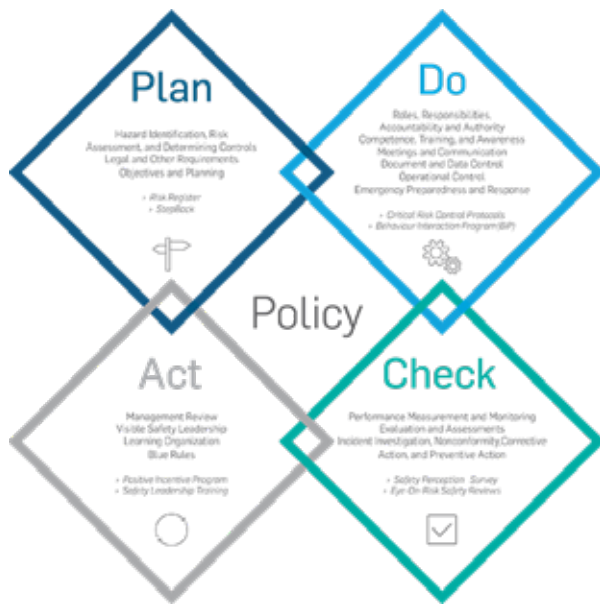 Plan
Hazard Identification, Risk
Assessment, and Determining Controls
Legal and Other Requirements
Objectives and Planning
+ Risk Register
+ StepBack
Do
Roles, Responsibilities,
Accountability and Authority
Competence, Training, and Awareness
Meetings and Communication
Document and Data Control
Operational Control
Emergency Preparedness and Response
+ Critical Risk Control Protocols
+ Behaviour Interaction Program (BIP)
Policy
Act
Management Review
Visible Safety Leadership
Learning Organization
Blue Rules
+ Positive Incentive Program
+ Safety Leadership Training
Check
Performance Measurement and Monitoring
Evaluation and Assessments
Incident Investigation, Nonconformity,Corrective
Action, and Preventive Action
+ Safety Perception Survey
+ Eye-On-Risk Safety Reviews